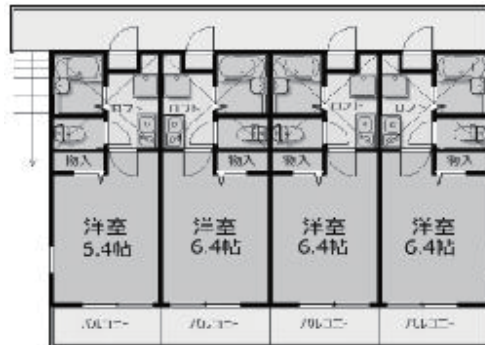 ロフト
ロフト
ロフト
ロフト
物入
物入
物入
物入
洋室
5.4帖
洋室
6.4帖
洋室
6.4帖
洋室
6.4帖
バルコニー
バルコニー
バルコニー
バルコニー